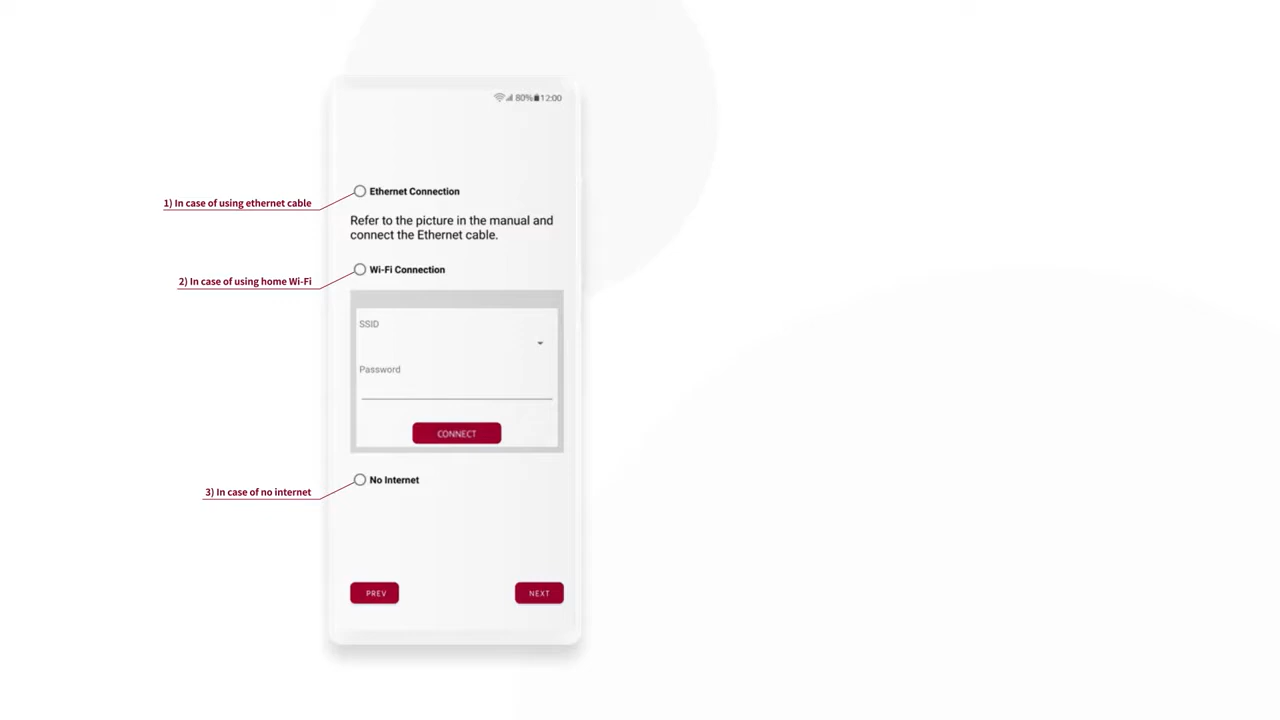 80% 12:00
Ethernet Connection
1) In case of using ethernet cable
Refer to the picture in the manual and
connect the Ethernet cable.
Wi-Fi Connection
2) In case of using home Wi-Fi
SSID
Password
CONNECT
No Internet
3) In case of no internet
PREV
NEXT